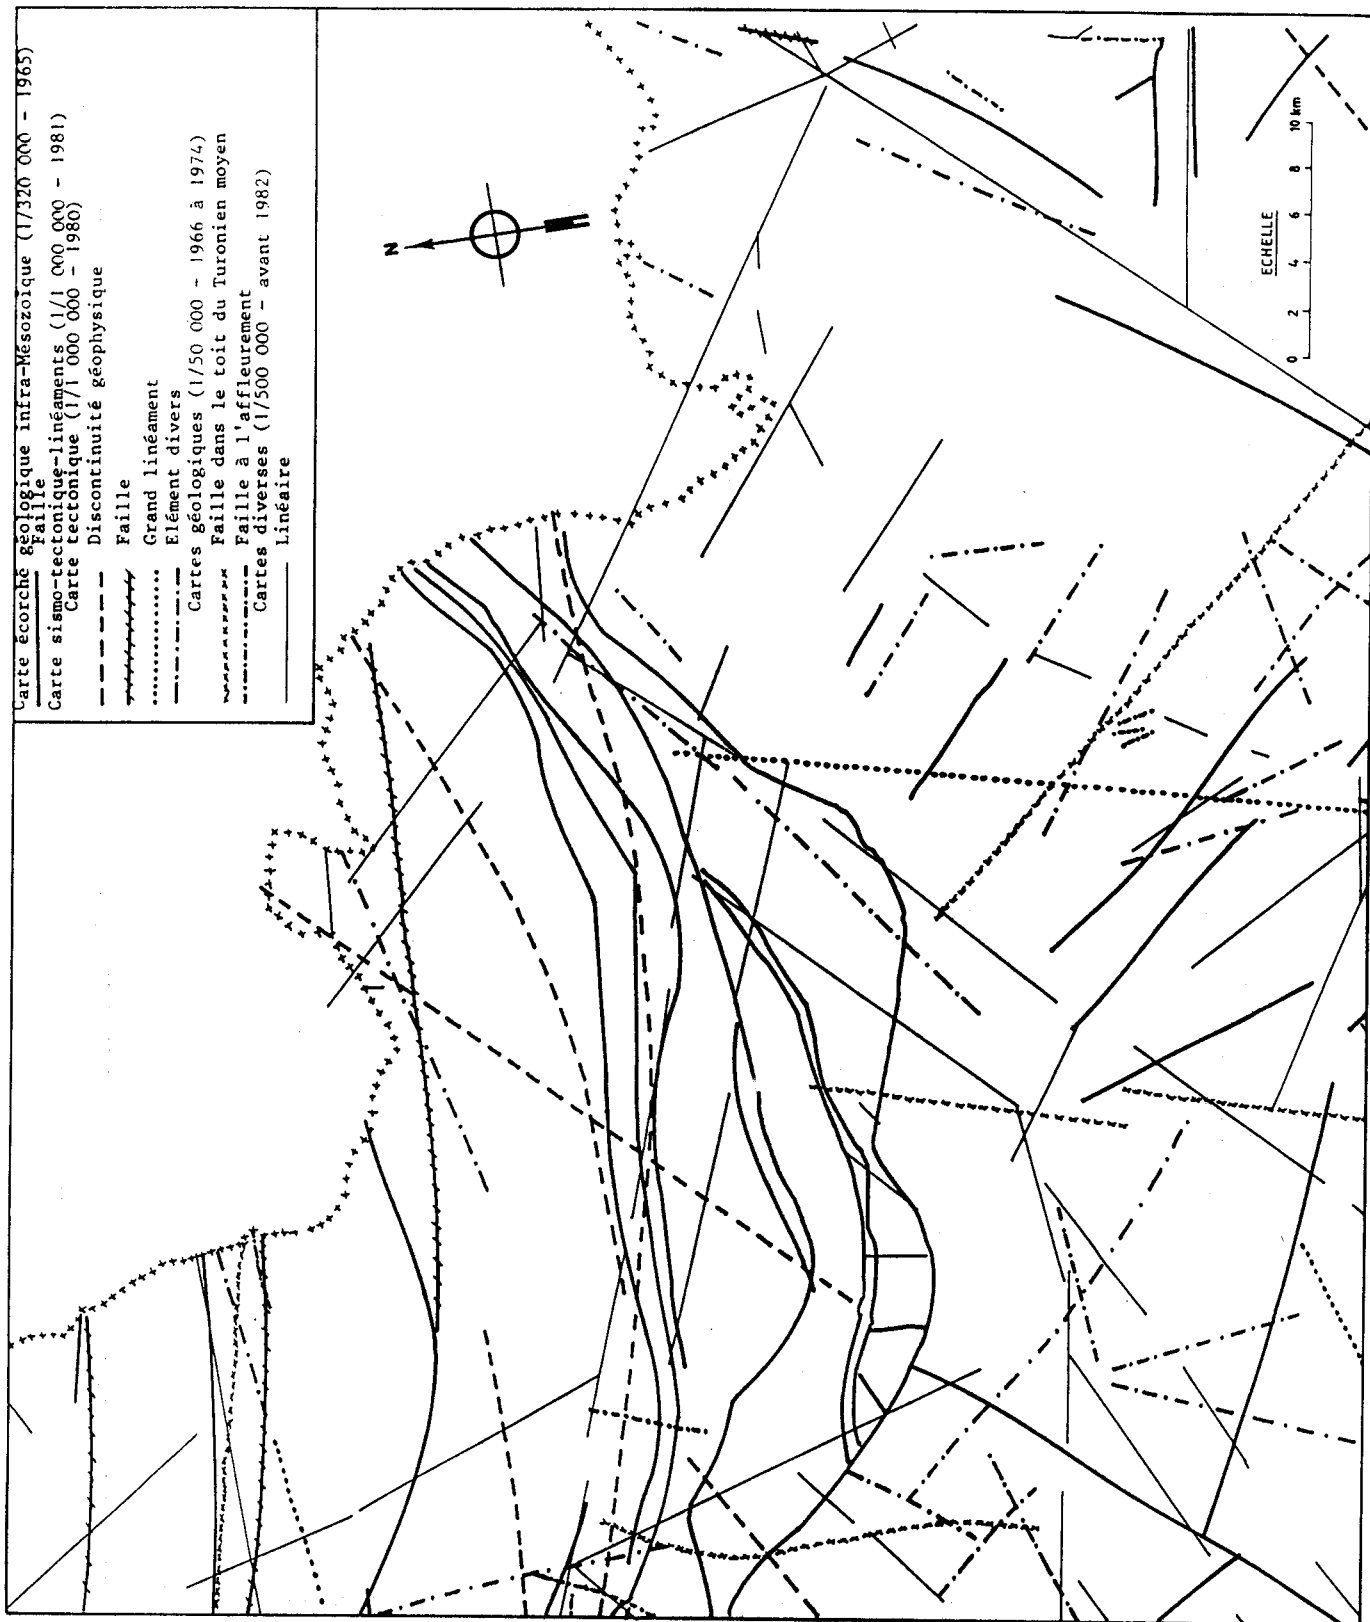 Carte écorché géologique infra-Mésozoïque (1/320 000 - 1965)
Faille
Carte sismo-tectonique-linéaments (1/1 000 000 - 1981)
Carte tectonique (1/1 000 000 - 1980)
Discontinuité géophysique
Faille
Grand linéament
Elément divers
Cartes géologiques (1/50 000 - 1966 à 1974)
Faille dans le toit du Turonien moyen
Faille à l'affleurement
Cartes diverses (1/500 000 - avant 1982)
Linéaire
N
ECHELLE
0 2 4 6 8 10 km